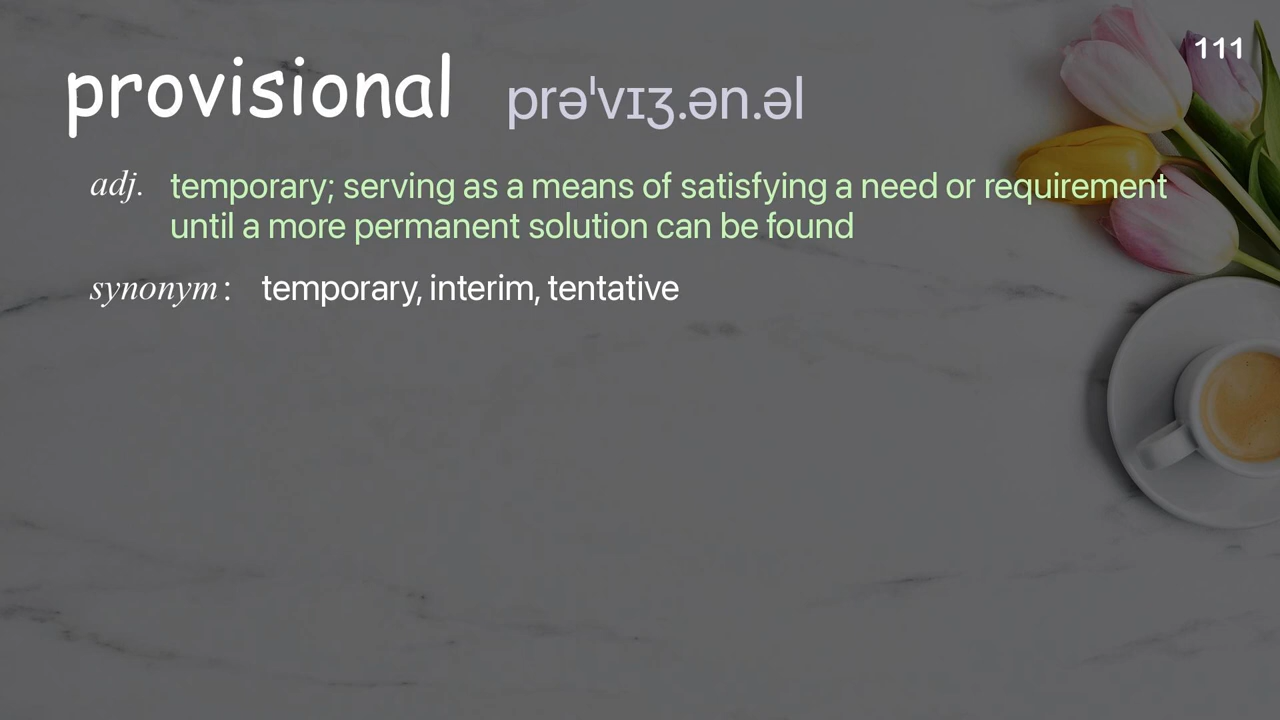 111
provisional prəˈvɪʒ.ən.əl
adj. temporary; serving as a means of satisfying a need or requirement
until a more permanent solution can be found
synonym : temporary, interim, tentative